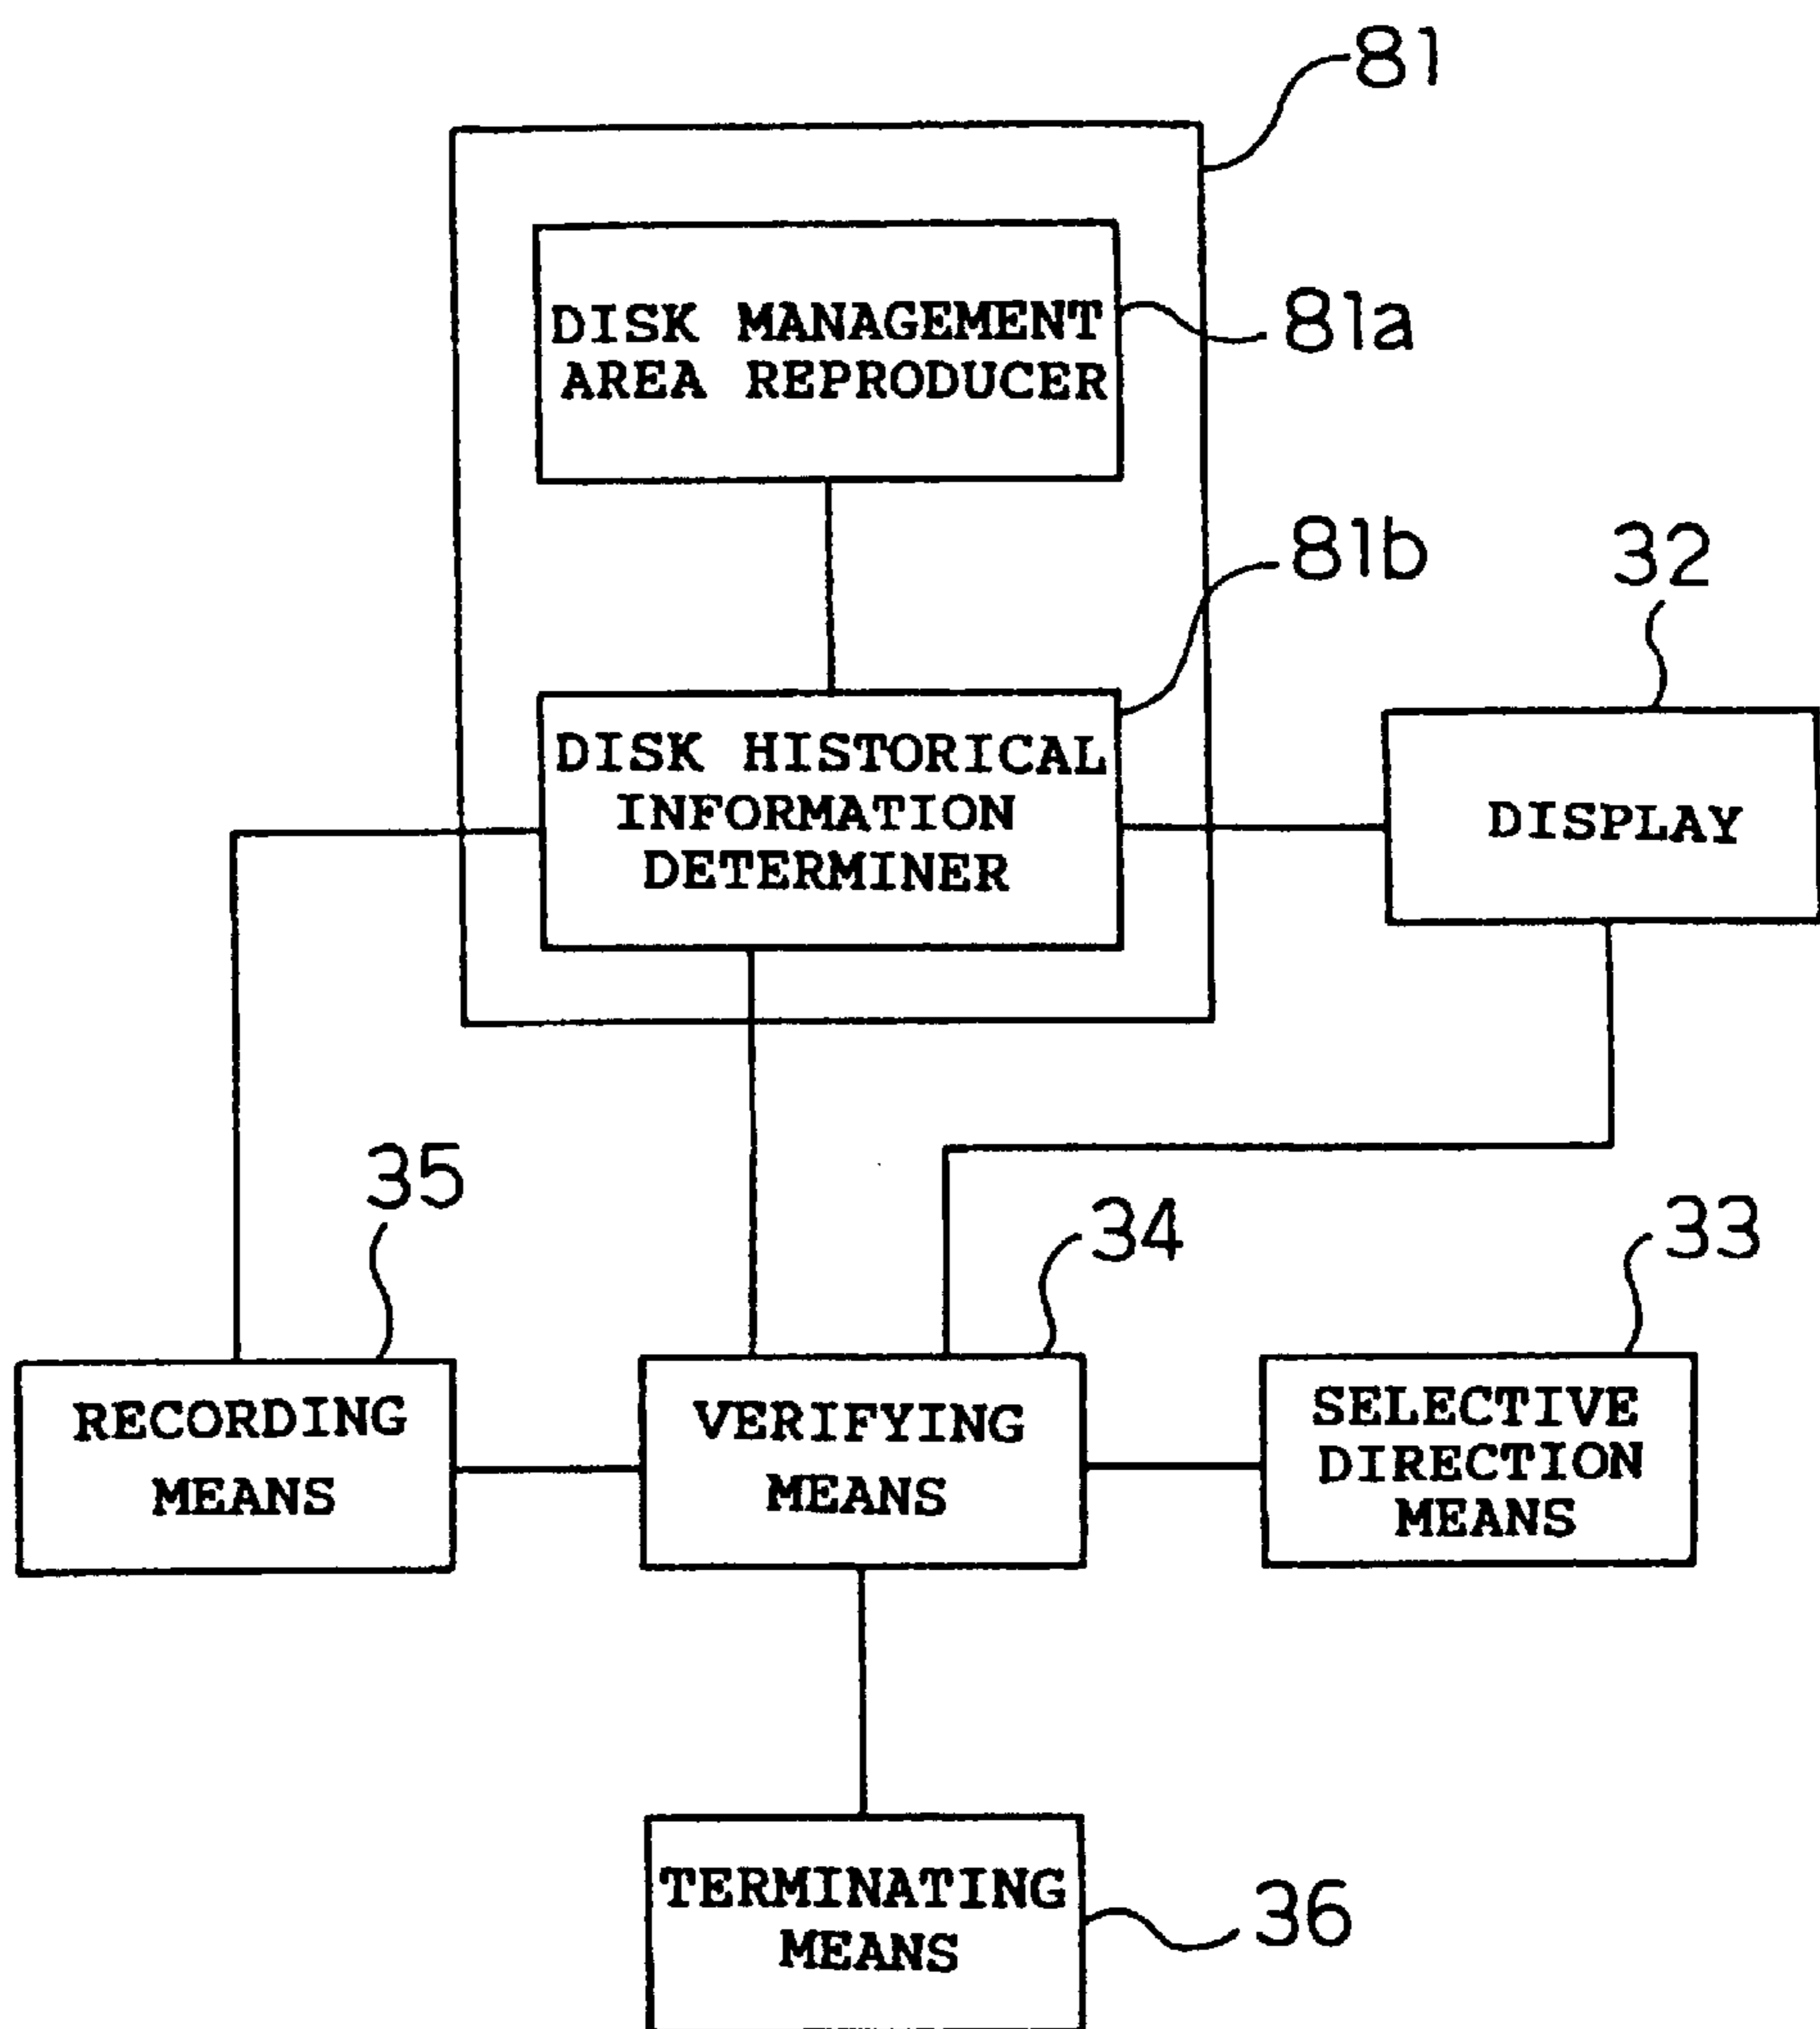 81
DISK MANAGEMENT
AREA REPRODUCER
81a
81b
32
DISK HISTORICAL
INFORMATION
DETERMINER
DISPLAY
35
34
33
RECORDING
MEANS
VERIFYING
MEANS
SELECTIVE
DIRECTION
MEANS
TERMINATING
MEANS
36